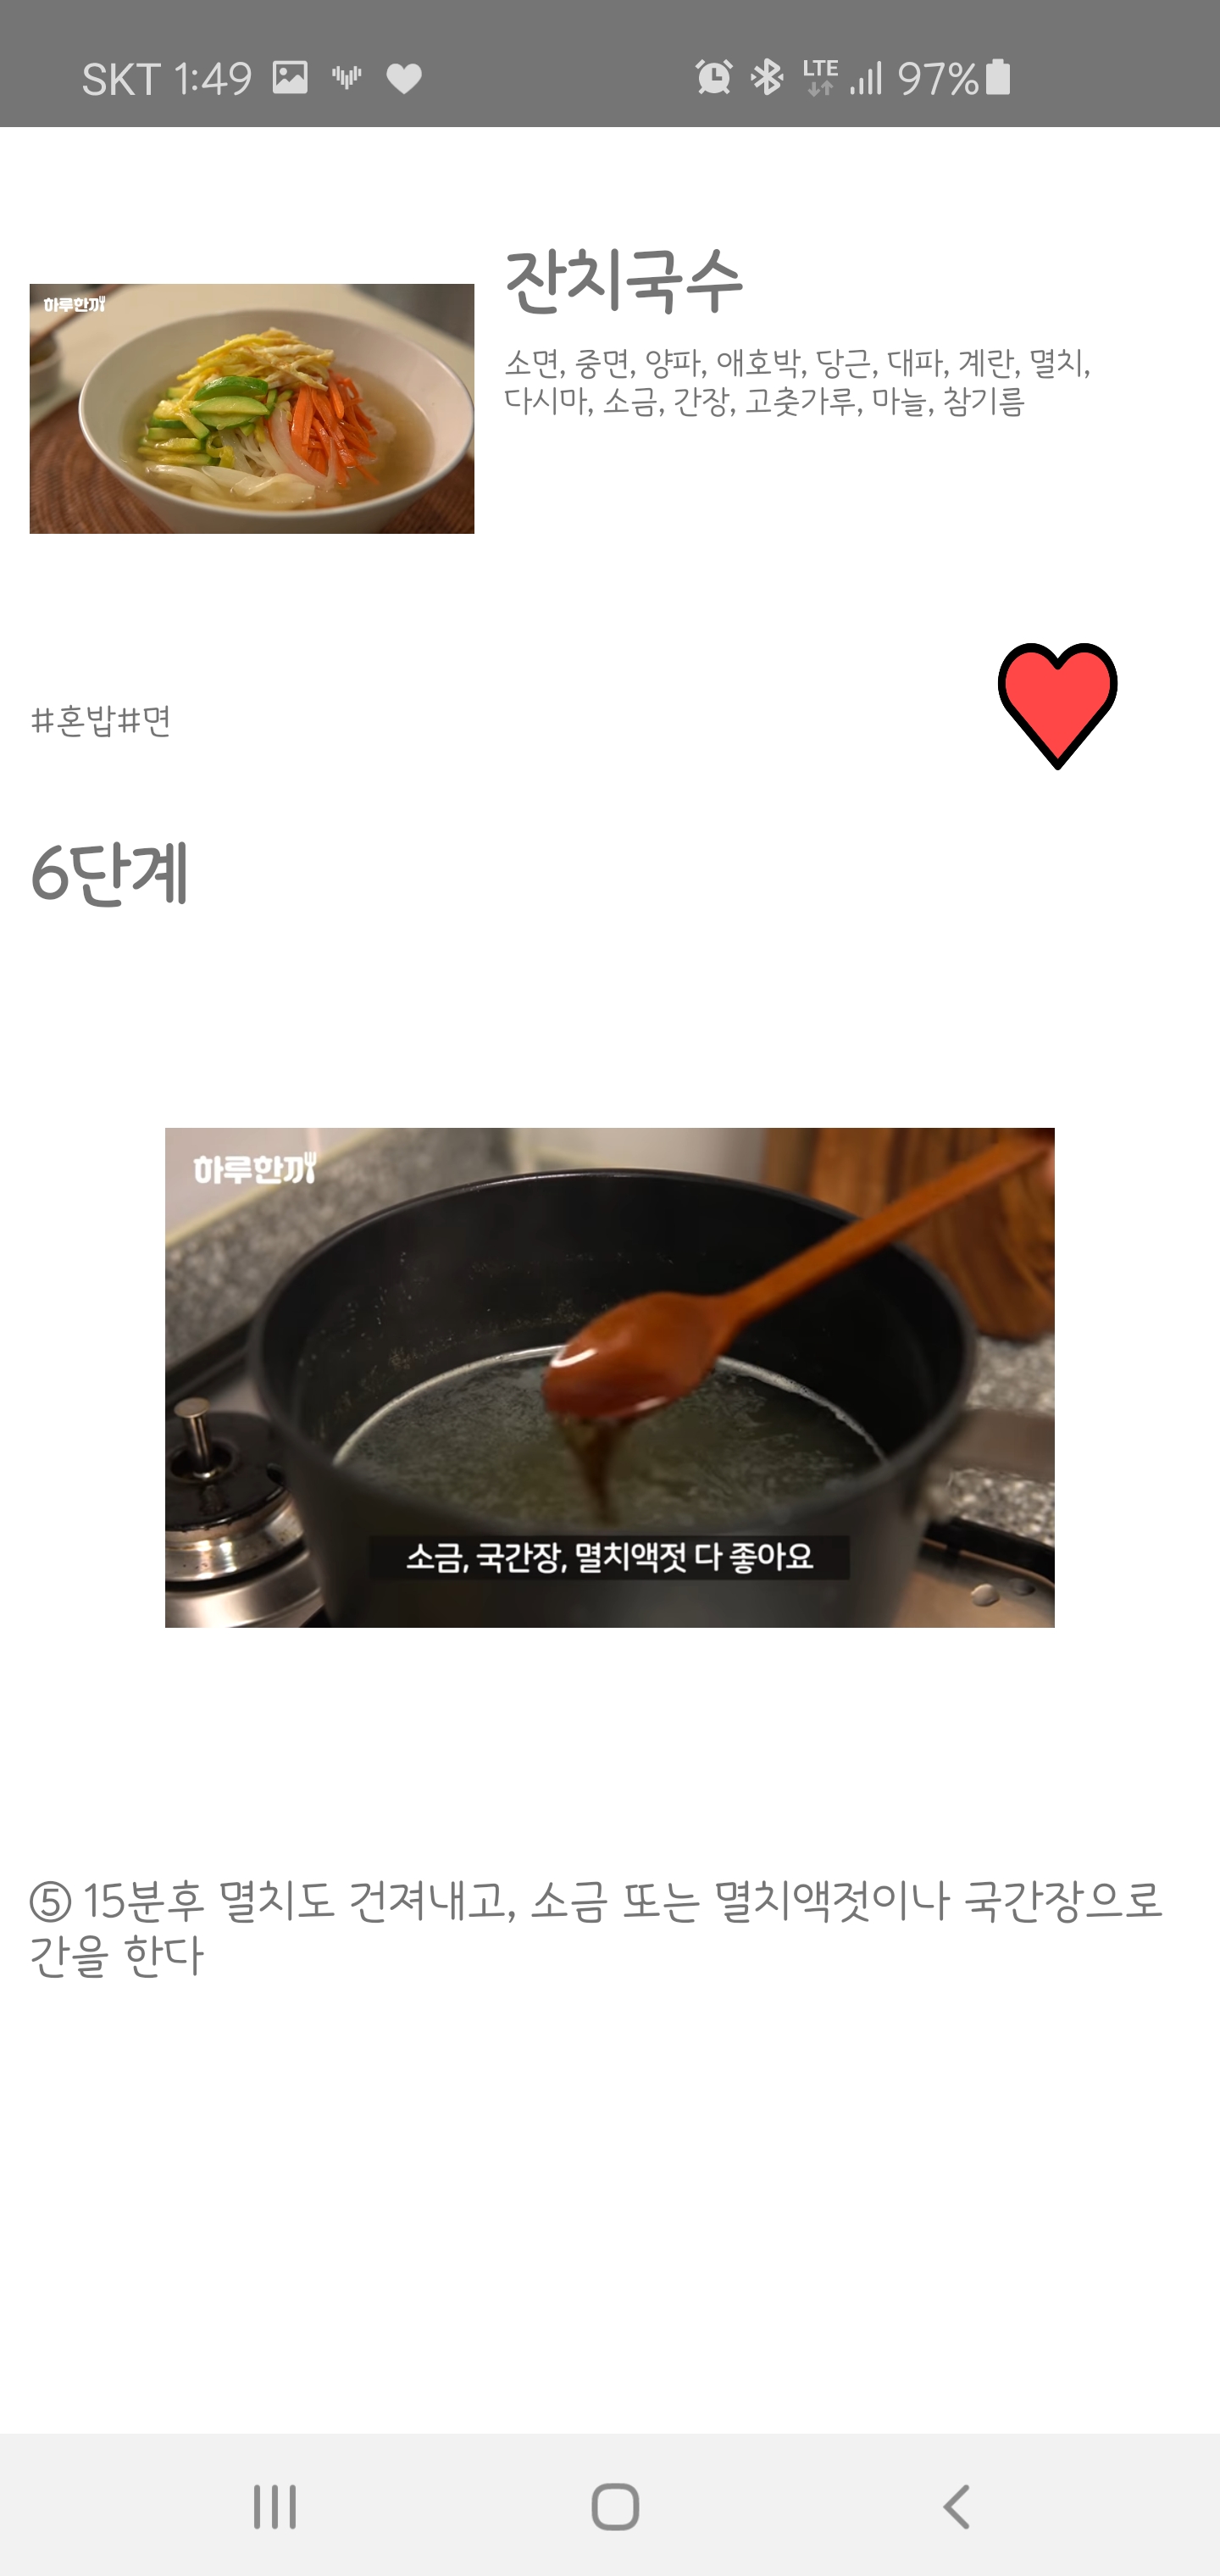 SKT 1:49 LTE 97%
하루한끼
잔치국수
소면, 중면, 양파, 애호박, 당근, 대파, 계란, 멸치,
다시마, 소금, 간장, 고춧가루, 마늘, 참기름
#혼밥#면
6단계
하루한끼
소금, 국간장, 멸치액젓 다 좋아요
⑤ 15분후 멸치도 건져내고, 소금 또는 멸치액젓이나 국간장으로
간을 한다